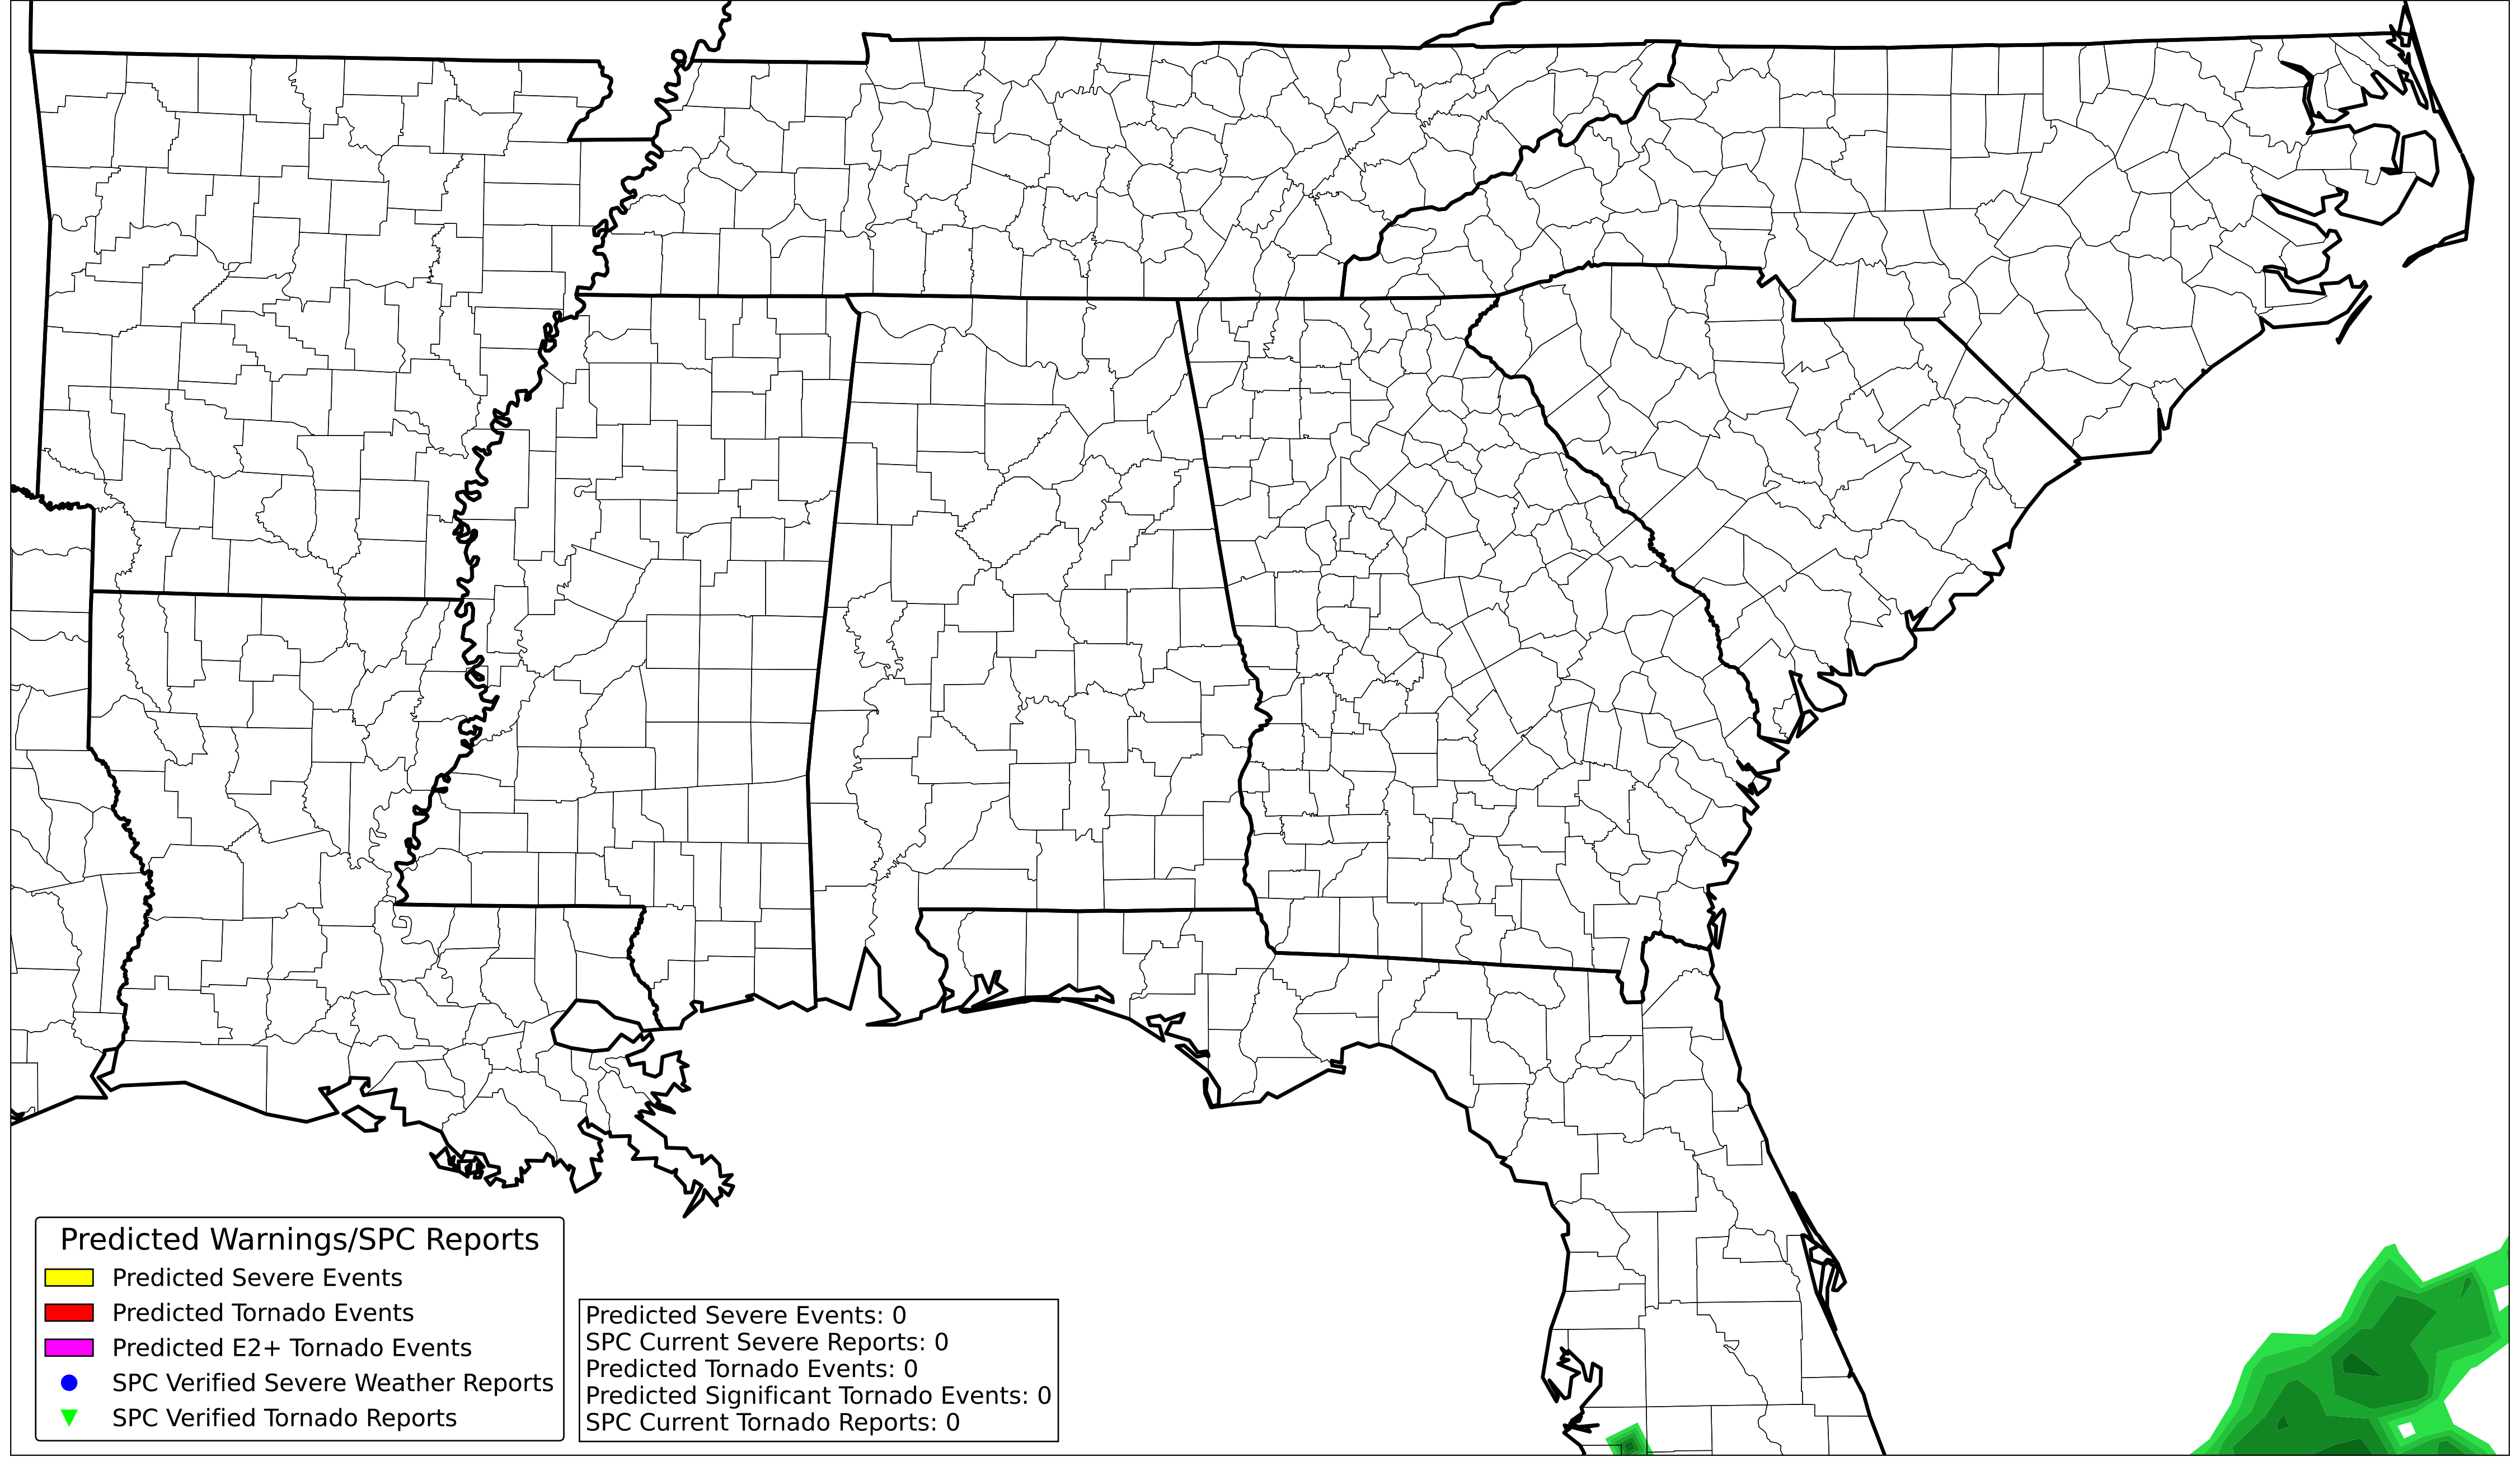 Predicted Warnings/SPC Reports
Predicted Severe Events
Predicted Tornado Events
Predicted E2+ Tornado Events
SPC Verified Severe Weather Reports
SPC Verified Tornado Reports
Predicted Severe Events: 0
SPC Current Severe Reports: 0
Predicted Tornado Events: 0
Predicted Significant Tornado Events: 0
SPC Current Tornado Reports: 0